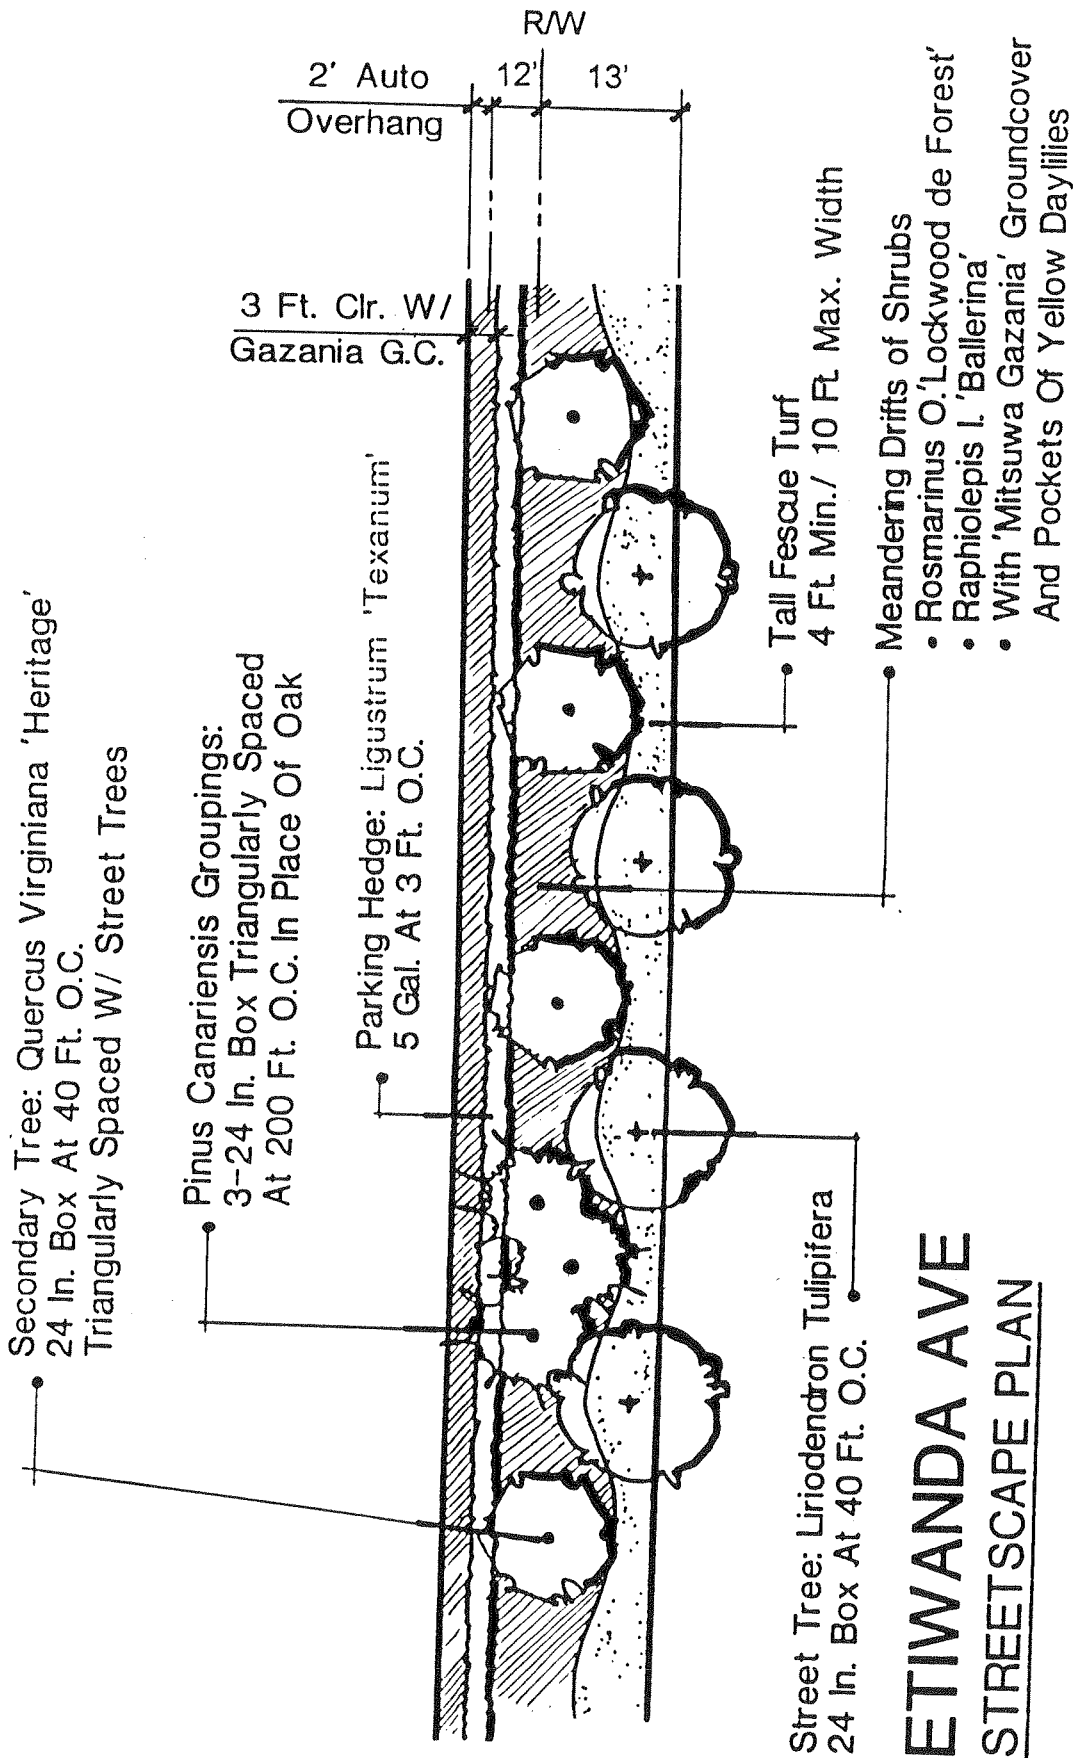 Secondary Tree: Quercus Virginiana 'Heritage'
24 In. Box At 40 Ft. O.C.
Triangularly Spaced W/ Street Trees
Pinus Canariensis Groupings:
3-24 In. Box Triangularly Spaced
At 200 Ft. O.C. In Place Of Oak
Parking Hedge: Ligustrum 'Texanum'
5 Gal. At 3 Ft. O.C.
3 Ft. Clr. W/
Gazania G.C.
2' Auto
Overhang
12'
R/W
13'
Street Tree: Liriodendron Tulipifera
24 In. Box At 40 Ft. O.C.
Tall Fescue Turf
4 Ft. Min./ 10 Ft. Max. Width
Meandering Drifts of Shrubs
• Rosmarinus O.'Lockwood de Forest'
• Raphiolepis I. 'Ballerina'
• With 'Mitsuwa Gazania' Groundcover
And Pockets Of Yellow Daylilies
ETIWANDA AVE
STREETSCAPE PLAN